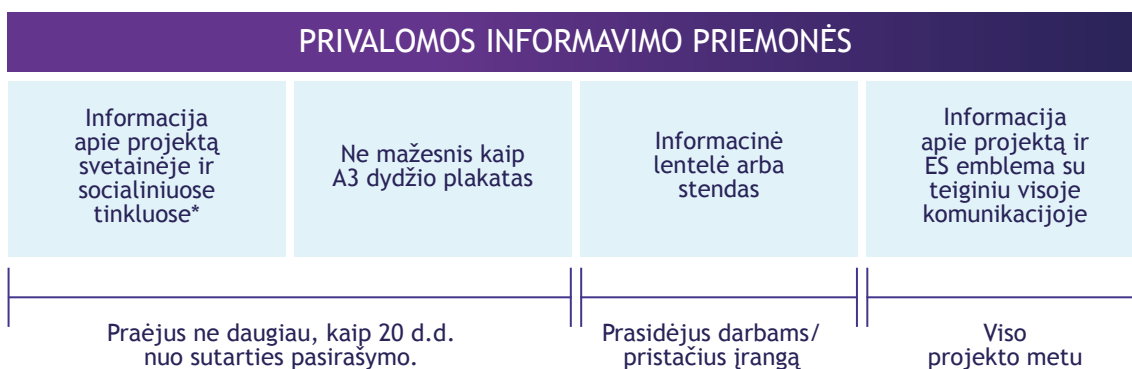 PRIVALOMOS INFORMAVIMO PRIEMONĖS
Informacija
apie projektą
svetainėje ir
socialiniuose
tinkluose*
Ne mažesnis kaip
A3 dydžio plakatas
Informacinė
lentelė arba
stendas
Informacija
apie projektą ir
ES emblema su
teiginiu visoje
komunikacijoje
Praėjus ne daugiau, kaip 20 d.d.
nuo sutarties pasirašymo.
Prasidėjus darbams/
pristačius įrangą
Viso
projekto metu